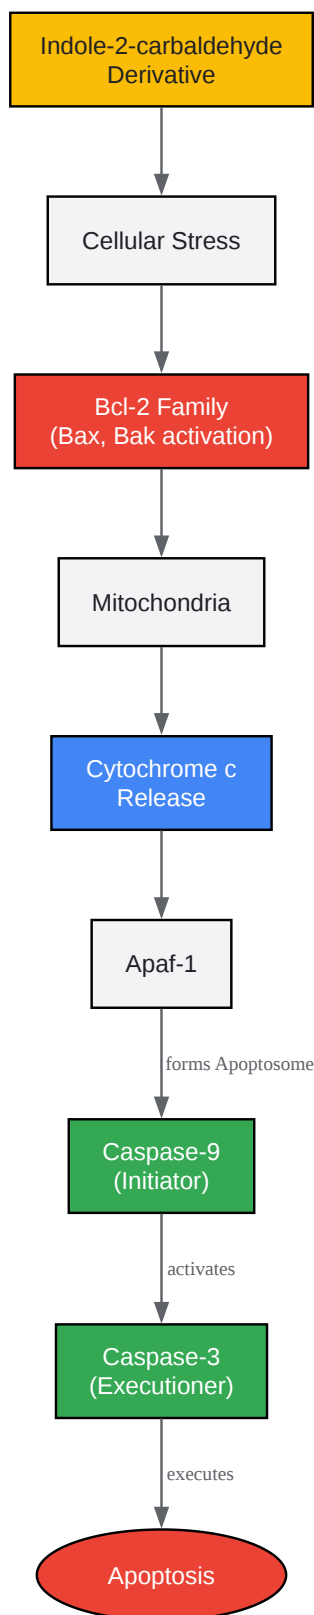 Indole-2-carbaldehyde
Derivative
Cellular Stress
Bcl-2 Family
(Bax, Bak activation)
Mitochondria
Cytochrome c
Release
Apaf-1
forms Apoptosome
Caspase-9
(Initiator)
activates
Caspase-3
(Executioner)
executes
Apoptosis